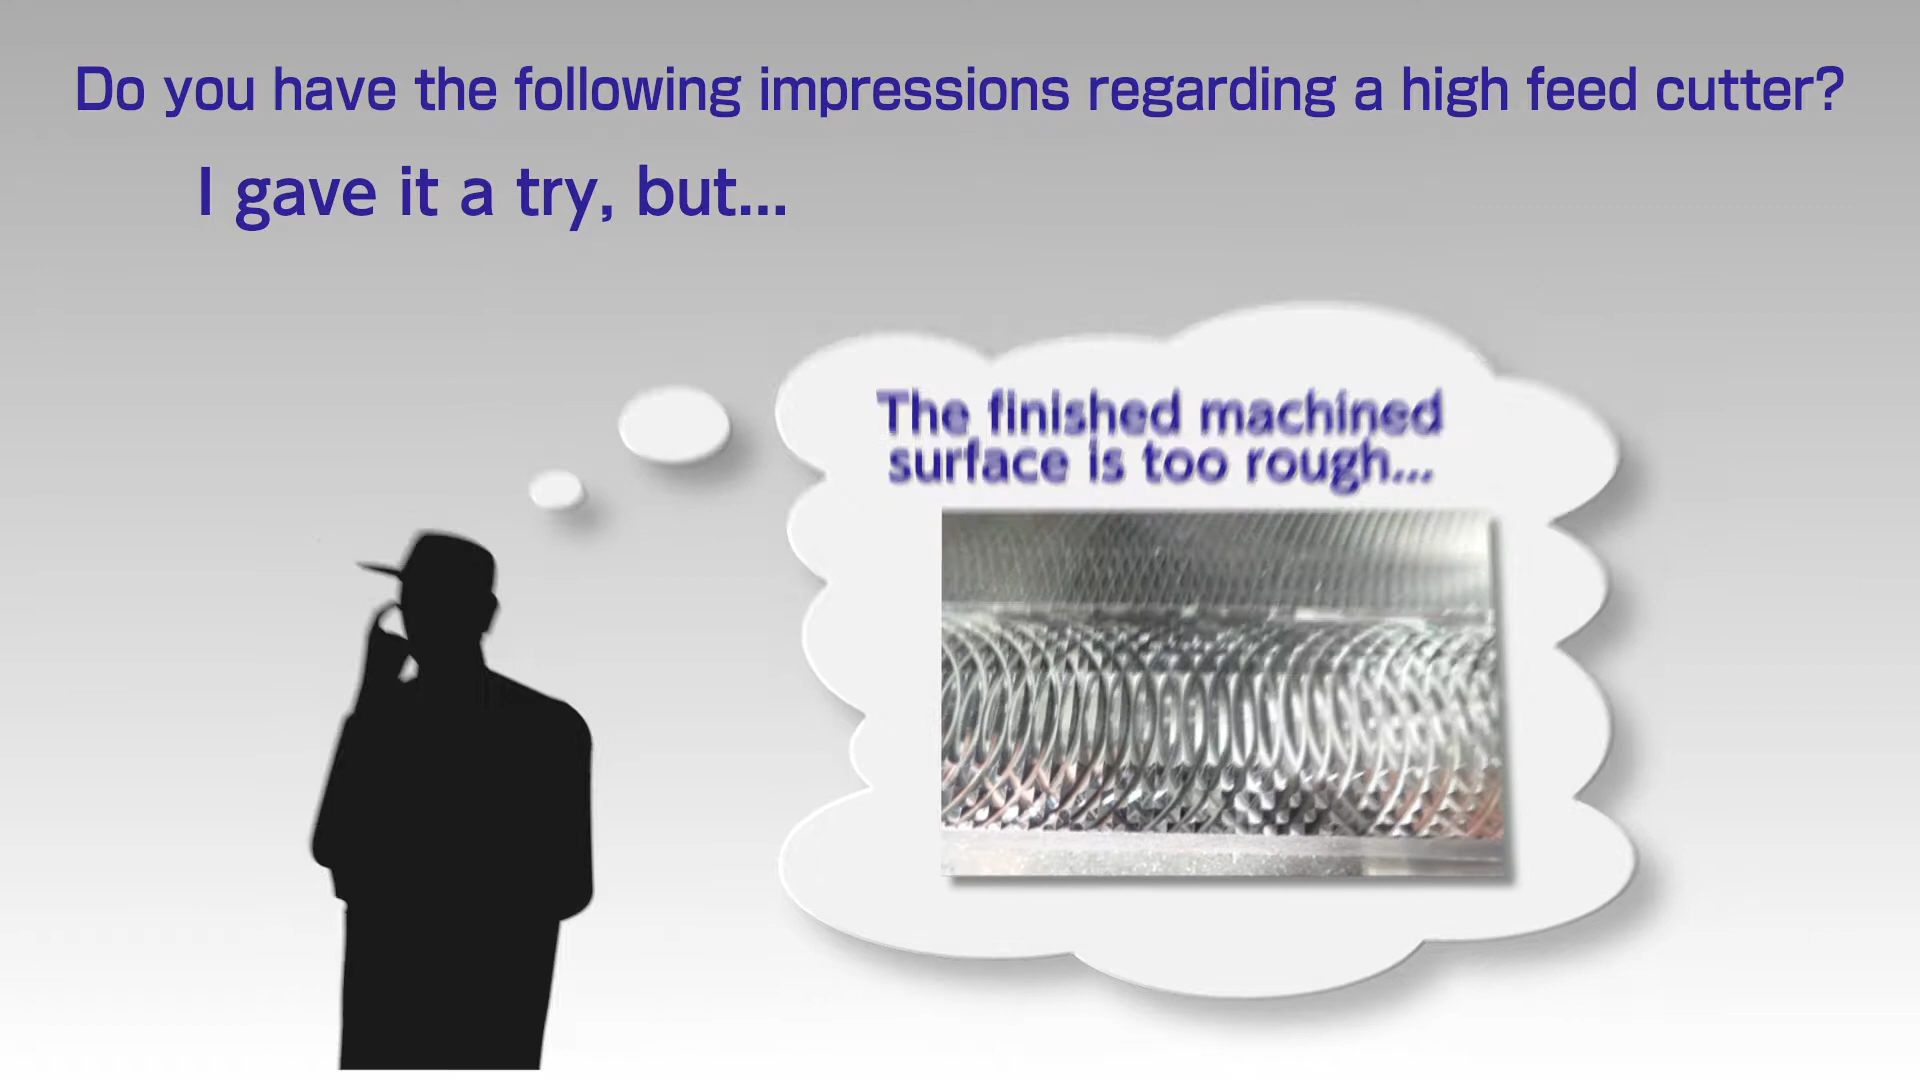 Do you have the following impressions regarding a high feed cutter?
I gave it a try, but...
The finished machined
surface is too rough...